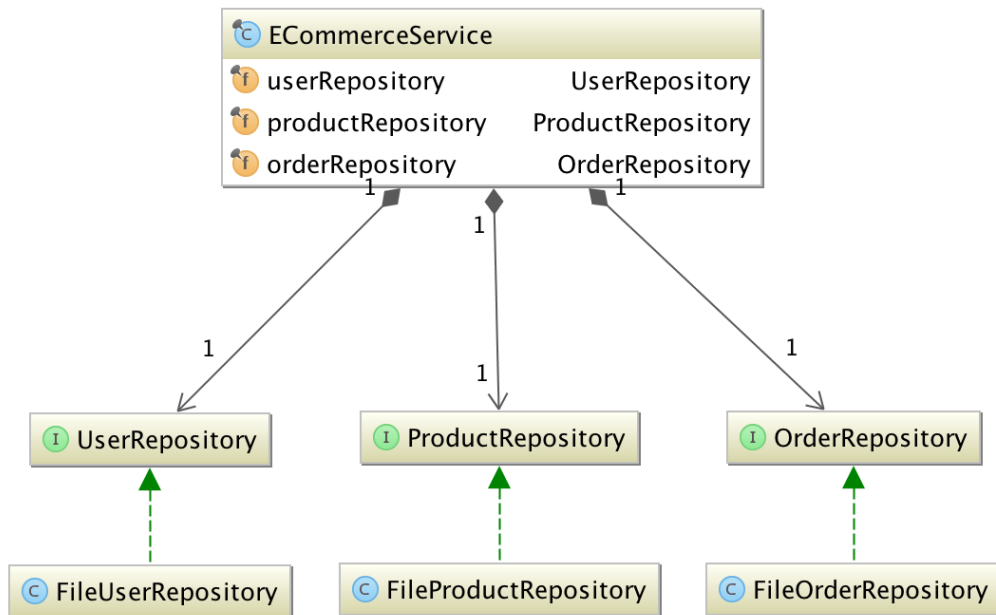 C ECommerceService
f userRepository UserRepository
f productRepository ProductRepository
f orderRepository OrderRepository
1 1 1
1 1 1
I UserRepository I ProductRepository I OrderRepository
C FileUserRepository C FileProductRepository C FileOrderRepository